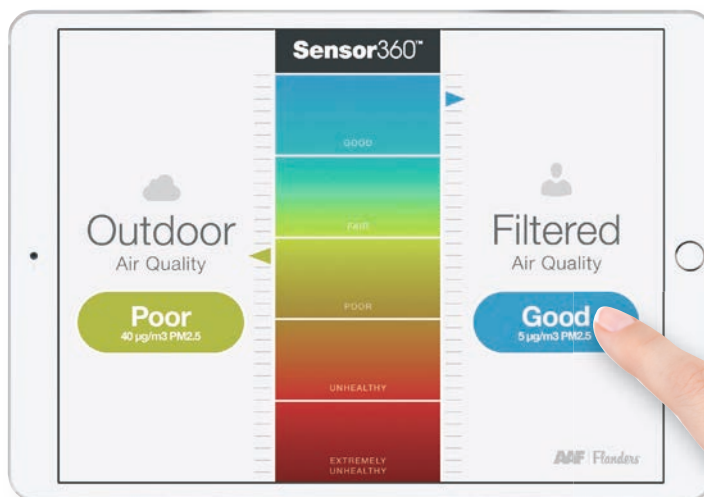 Sensor360™
GOOD
FAIR
POOR
UNHEALTHY
EXTREMELY
UNHEALTHY
Outdoor
Air Quality
Poor
40 µg/m3 PM2.5
Filtered
Air Quality
Good
5 µg/m3 PM2.5
AAF Flanders